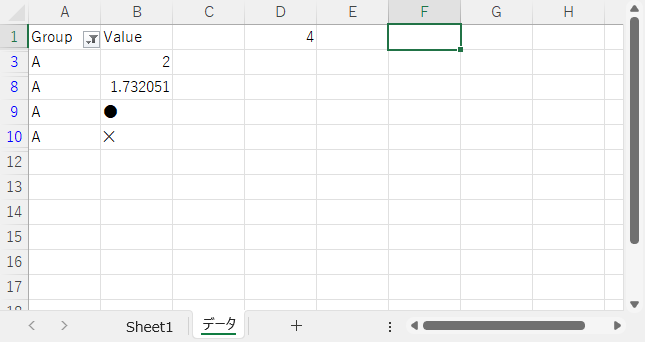 A B C D E F G H
1 Group Value 4
3 A 2
8 A 1.732051
9 A ●
10 A ×
12
13
14
15
16
17
18
Sheet1 データ +